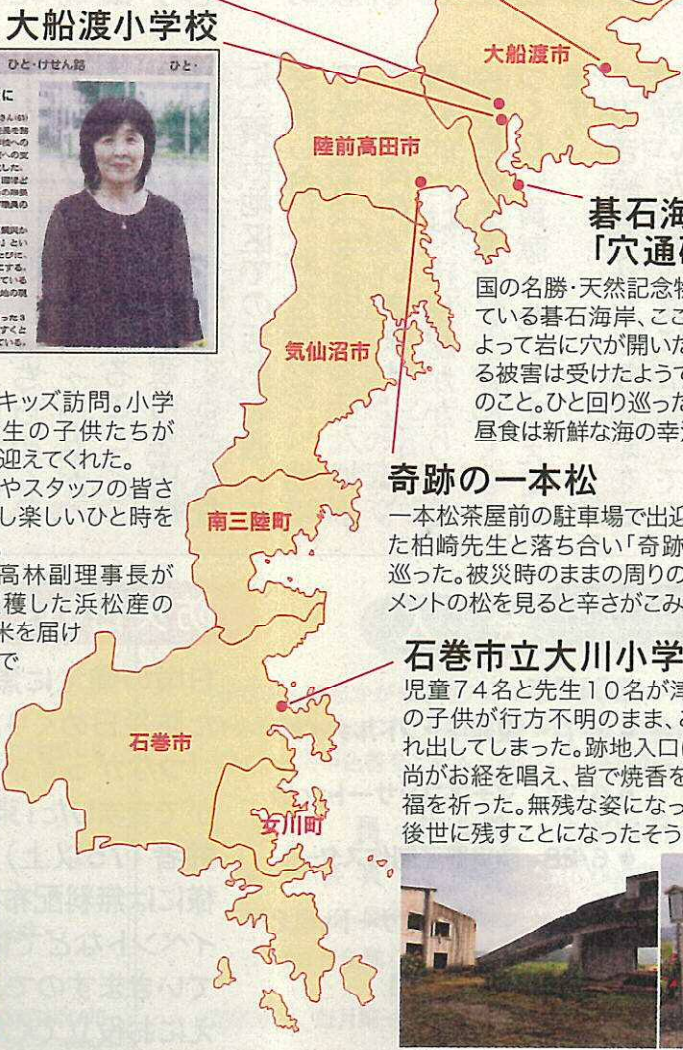 大船渡小学校
ひと・けせん路
ひと・
に
大船渡市
陸前高田市
気仙沼市
南三陸町
石巻市
女川町
碁石海
「穴通
国の名勝・天然記念物
ている碁石海岸、ここ
よって岩に穴が開いた
る被害は受けたようで
のこと。ひと回り巡った
昼食は新鮮な海の幸
キッズ訪問。小学
生の子供たちが
迎えてくれた。
やスタッフの皆さ
し楽しいひと時を
高林副理事長が
穫した浜松産の
米を届け
で
奇跡の一本松
一本松茶屋前の駐車場で出迎
た柏崎先生と落ち合い「奇跡
巡った。被災時のままの周りの
メントの松を見ると辛さがこみ
石巻市立大川小学
児童74名と先生10名が津
の子供が行方不明のまま、
れ出してしまった。跡地入口
尚がお経を唱え、皆で焼香を
福を祈った。無残な姿になっ
後世に残すことになったそう